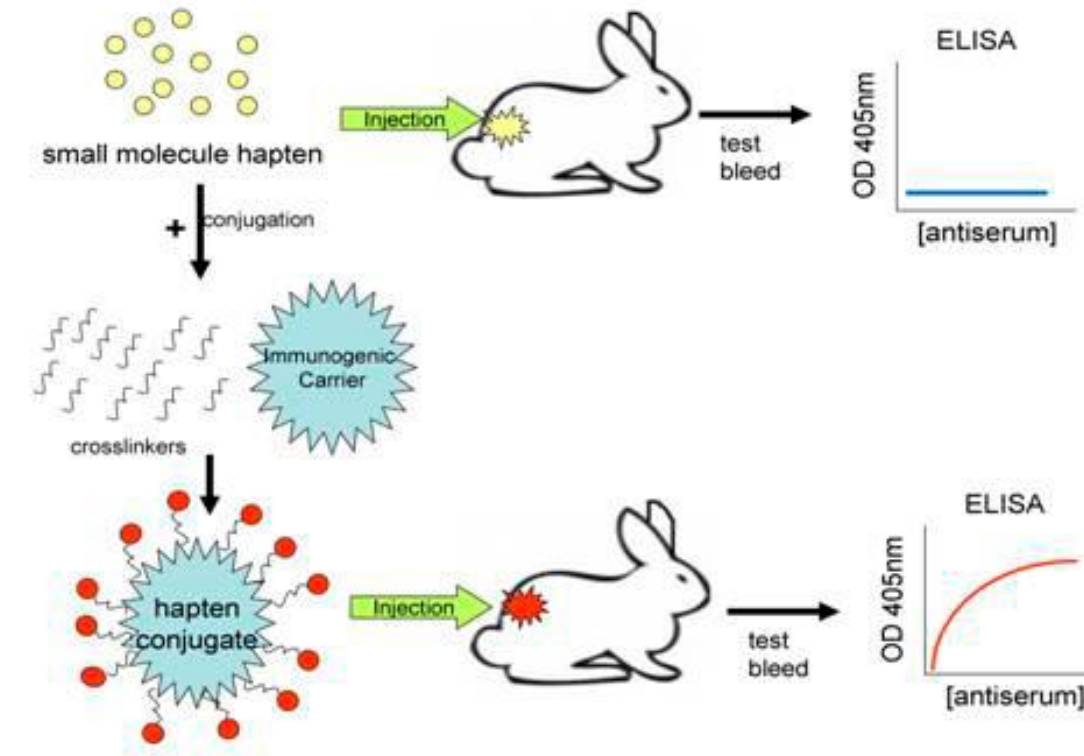 small molecule hapten
Injection
test
bleed
ELISA
OD 405nm
[antiserum]
+
conjugation
Immunogenic
Carrier
crosslinkers
hapten
conjugate
Injection
test
bleed
ELISA
OD 405nm
[antiserum]